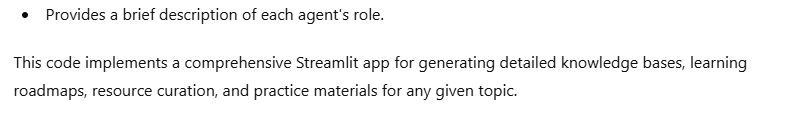 • Provides a brief description of each agent's role.
This code implements a comprehensive Streamlit app for generating detailed knowledge bases, learning
roadmaps, resource curation, and practice materials for any given topic.